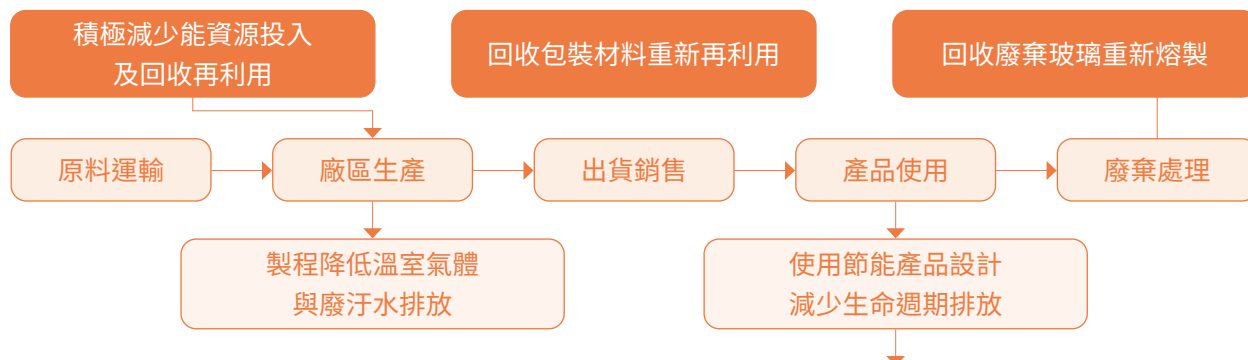 積極減少能資源投入
及回收再利用
回收包裝材料重新再利用
回收廢棄玻璃重新熔製
原料運輸
廠區生產
出貨銷售
產品使用
廢棄處理
製程降低溫室氣體
與廢汙水排放
使用節能產品設計
減少生命週期排放